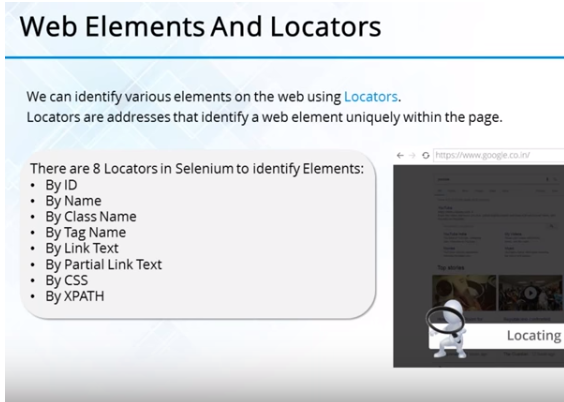 Web Elements And Locators
We can identify various elements on the web using Locators.
Locators are addresses that identify a web element uniquely within the page.
There are 8 Locators in Selenium to identify Elements:
• By ID
• By Name
• By Class Name
• By Tag Name
• By Link Text
• By Partial Link Text
• By CSS
• By XPATH
https://www.google.co.in/
Top stories
Locating